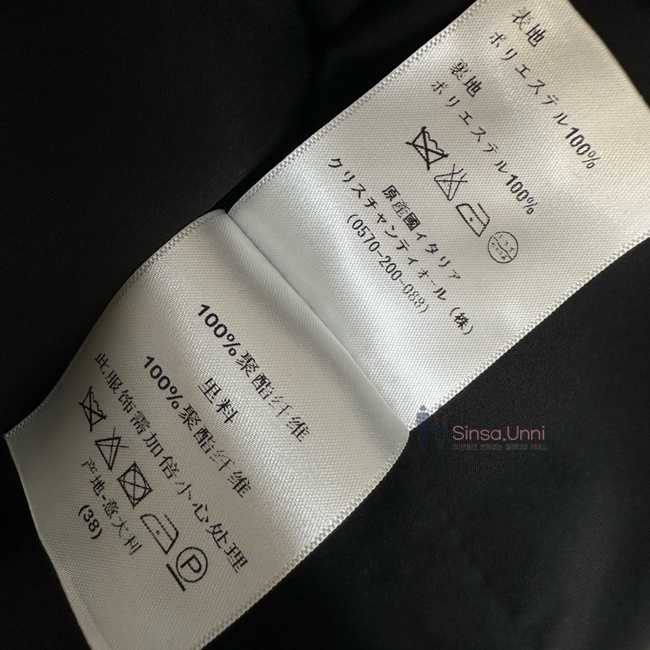 表地
ポリエステル100%
裏地
ポリエステル100%
原産國イタリア
クリスチャンディオール(株)
(0570-200-088)
100%聚酯纤维
里料
100%聚酯纤维
此服饰需加倍小心处理
P
产地-意大利
(38)
Sinsa.Unni